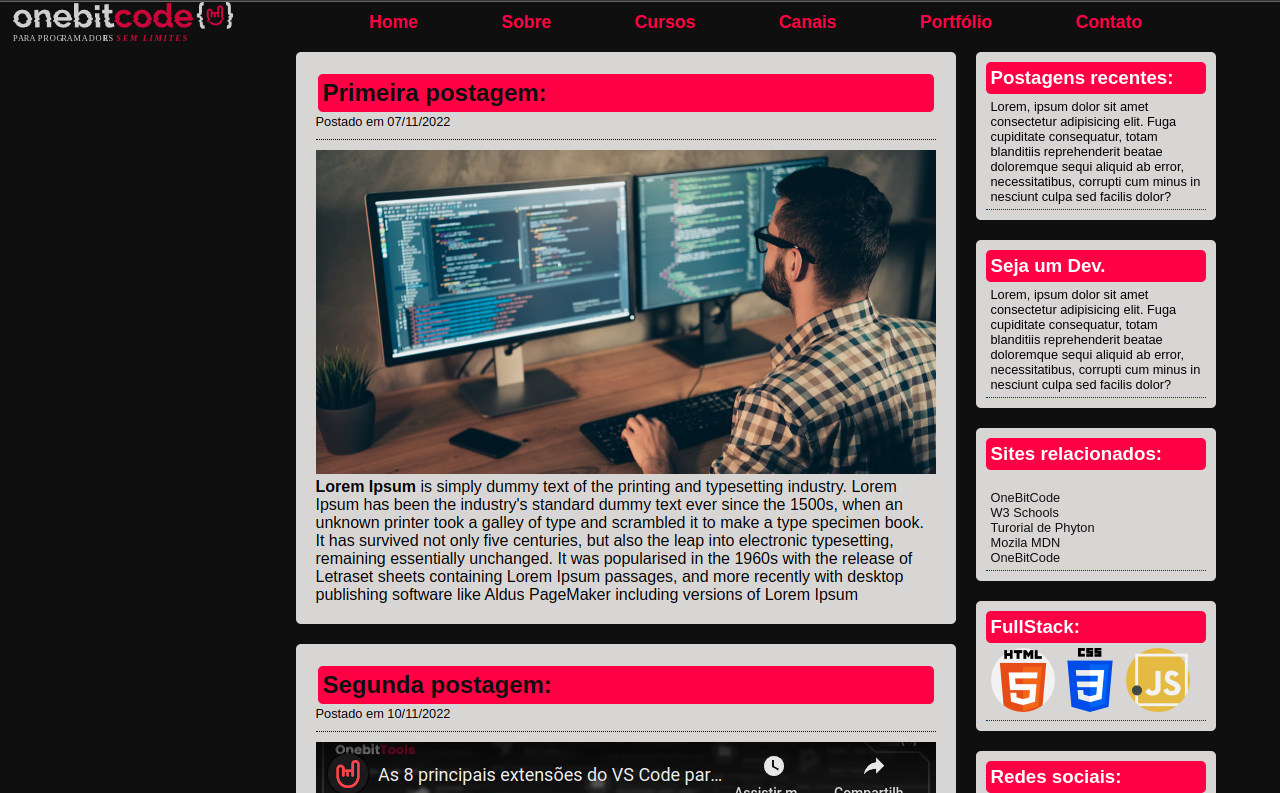 onebitcode
PARA PROGRAMADORES SEM LIMITES
Home Sobre Cursos Canais Portfólio Contato
Primeira postagem:
Postado em 07/11/2022
Lorem Ipsum is simply dummy text of the printing and typesetting industry. Lorem
Ipsum has been the industry's standard dummy text ever since the 1500s, when an
unknown printer took a galley of type and scrambled it to make a type specimen book.
It has survived not only five centuries, but also the leap into electronic typesetting,
remaining essentially unchanged. It was popularised in the 1960s with the release of
Letraset sheets containing Lorem Ipsum passages, and more recently with desktop
publishing software like Aldus PageMaker including versions of Lorem Ipsum
Segunda postagem:
Postado em 10/11/2022
OnebitTools
As 8 principais extensões do VS Code par...
Assistir m...
Compartilh...
Postagens recentes:
Lorem, ipsum dolor sit amet
consectetur adipisicing elit. Fuga
cupiditate consequatur, totam
blanditiis reprehenderit beatae
doloremque sequi aliquid ab error,
necessitatibus, corrupti cum minus in
nesciunt culpa sed facilis dolor?
Seja um Dev.
Lorem, ipsum dolor sit amet
consectetur adipisicing elit. Fuga
cupiditate consequatur, totam
blanditiis reprehenderit beatae
doloremque sequi aliquid ab error,
necessitatibus, corrupti cum minus in
nesciunt culpa sed facilis dolor?
Sites relacionados:
OneBitCode
W3 Schools
Turorial de Phyton
Mozila MDN
OneBitCode
FullStack:
HTML 5 CSS 3 .JS
Redes sociais: